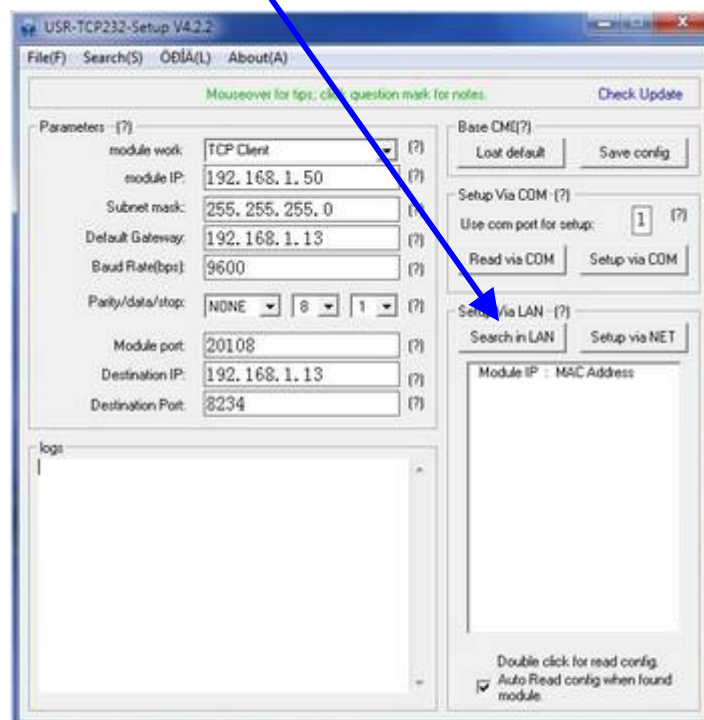 USR-TCP232-Setup V4.2.2
File(F) Search(S) ÓÐÏÂ(L) About(A)
Mouseover for tips; click question mark for notes. Check Update
Parameters (?)
module work: TCP Client (?)
module IP: 192.168.1.50 (?)
Subnet mask: 255.255.255.0 (?)
Default Gateway: 192.168.1.13 (?)
Baud Rate(bps): 9600 (?)
Parity/data/stop: NONE 8 1 (?)
Module port: 20108 (?)
Destination IP: 192.168.1.13 (?)
Destination Port: 8234 (?)
logs
Base CMD(?)
Loat default Save config
Setup Via COM (?)
Use com port for setup: 1 (?)
Read via COM Setup via COM
Setup Via LAN (?)
Search in LAN Setup via NET
Module IP : MAC Address
Double click for read config.
Auto Read config when found
module.